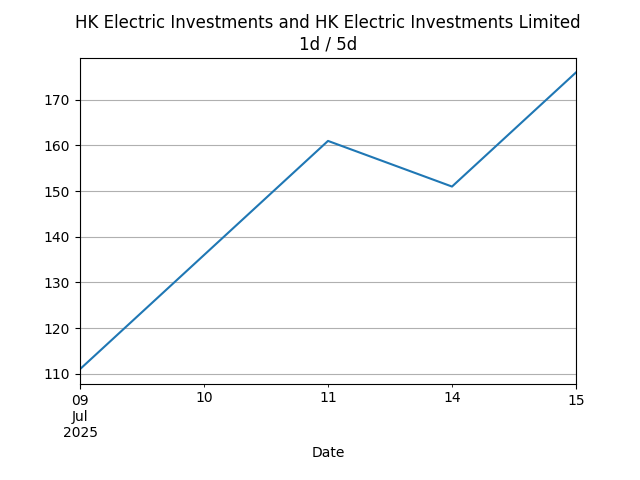 HK Electric Investments and HK Electric Investments Limited
1d / 5d
170
160
150
140
130
120
110
09 10 11 14 15
Jul
2025
Date